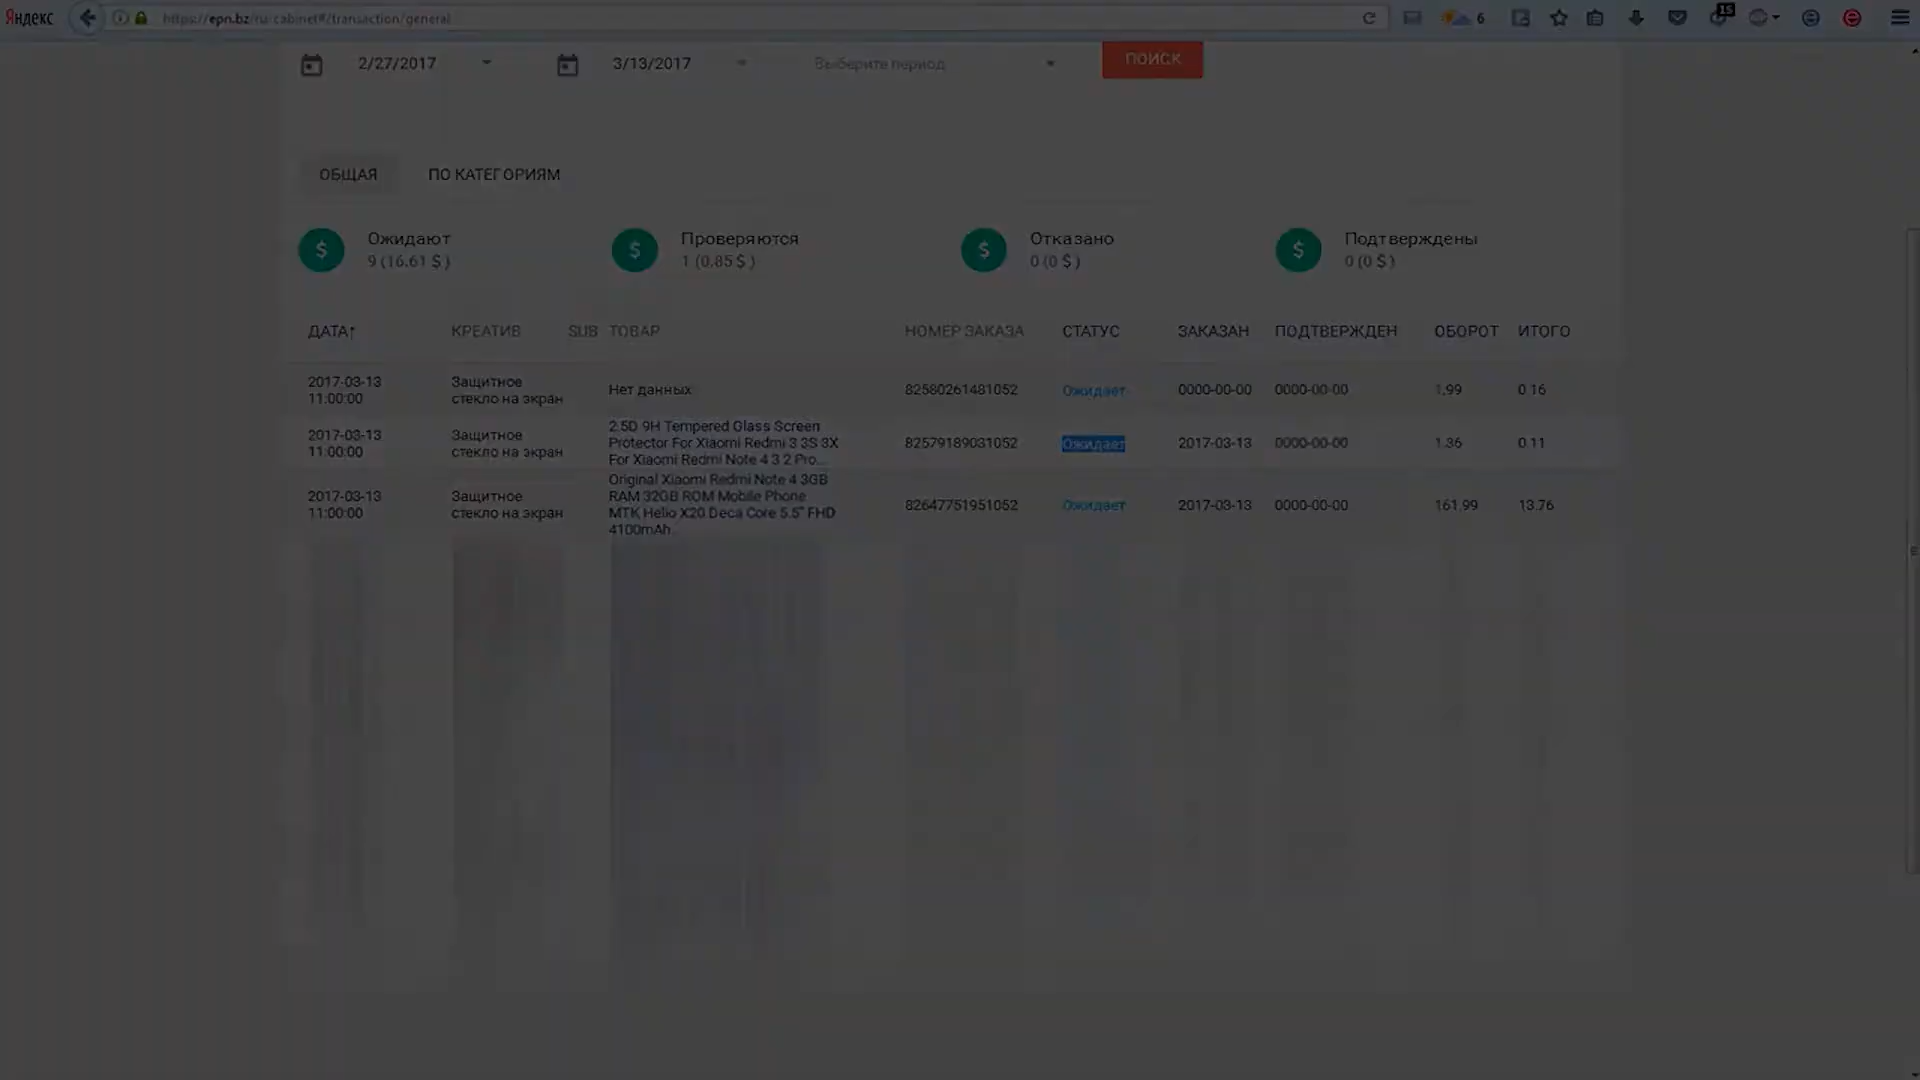 Яндекс https://epn.bz/ru/cabinet#/transaction/general 6 15
2/27/2017 3/13/2017 Выберите период ПОИСК
ОБЩАЯ ПО КАТЕГОРИЯМ
Ожидают Проверяются Отказано Подтверждены
9 (16.61 $ ) 1 (0.85 $ ) 0 (0 $ ) 0 (0 $ )
ДАТА↑ КРЕАТИВ SUB ТОВАР НОМЕР ЗАКАЗА СТАТУС ЗАКАЗАН ПОДТВЕРЖДЕН ОБОРОТ ИТОГО
2017-03-13 Защитное
11:00:00 стекло на экран Нет данных 82580261481052 Ожидает 0000-00-00 0000-00-00 1.99 0.16
2.5D 9H Tempered Glass Screen
2017-03-13 Защитное Protector For Xiaomi Redmi 3 3S 3X 82579189031052 Ожидает 2017-03-13 0000-00-00 1.36 0.11
11:00:00 стекло на экран For Xiaomi Redmi Note 4 3 2 Pro...
Original Xiaomi Redmi Note 4 3GB
2017-03-13 Защитное RAM 32GB ROM Mobile Phone 82647751951052 Ожидает 2017-03-13 0000-00-00 161.99 13.76
11:00:00 стекло на экран MTK Helio X20 Deca Core 5.5" FHD
4100mAh...